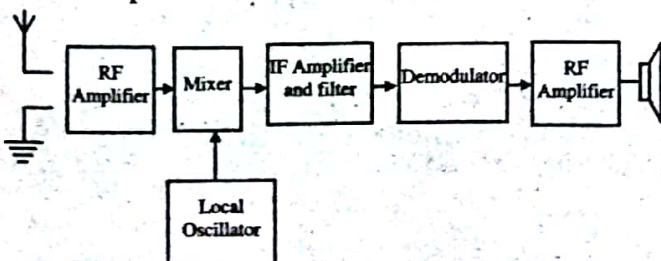 RF
Amplifier
Mixer
IF Amplifier
and filter
Demodulator
RF
Amplifier
Local
Oscillator